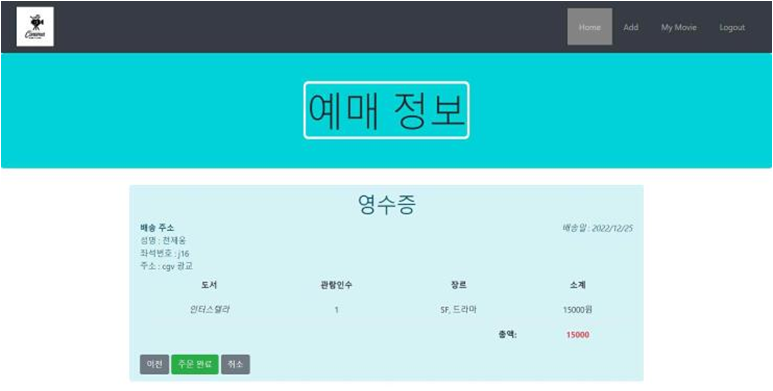 Cinema
Home Add My Movie Logout
예매 정보
영수증
배송 주소
배송일 : 2022/12/25
성명 : 전재웅
좌석번호 : j16
주소 : cgv 광교
도서 관람인수 장르 소계
인터스텔라 1 SF, 드라마 15000원
총액: 15000
이전 주문 완료 취소